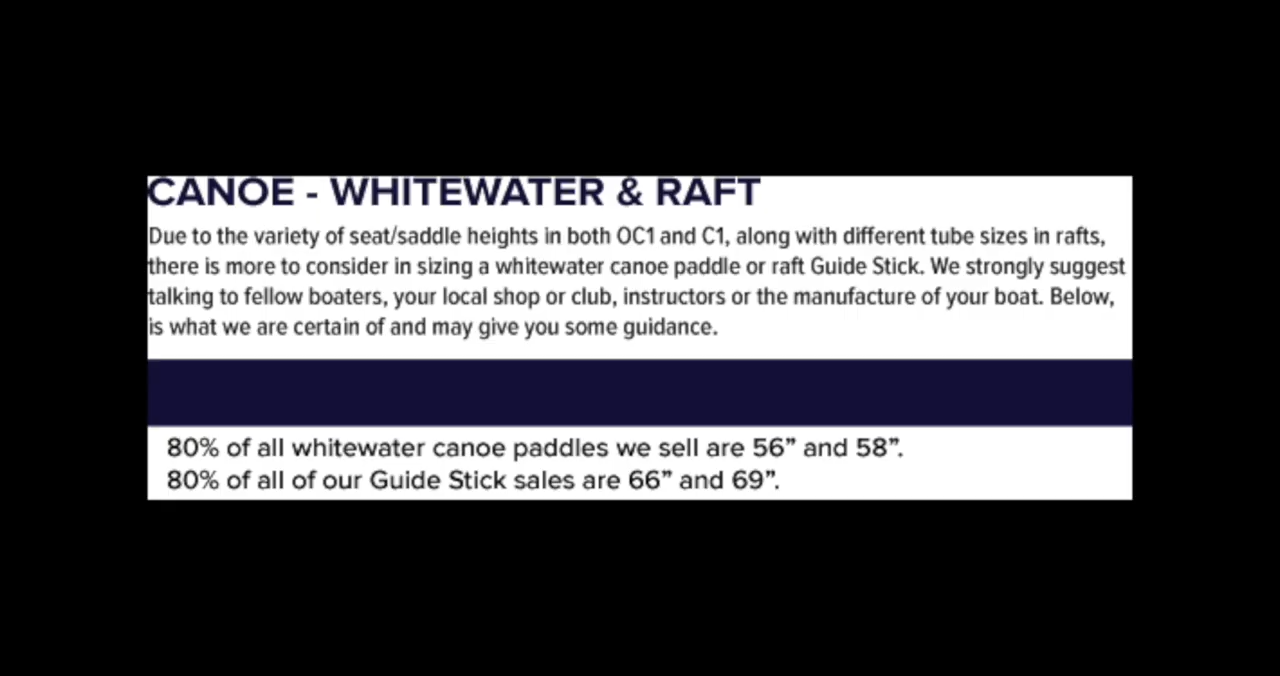 CANOE - WHITEWATER & RAFT
Due to the variety of seat/saddle heights in both OC1 and C1, along with different tube sizes in rafts,
there is more to consider in sizing a whitewater canoe paddle or raft Guide Stick. We strongly suggest
talking to fellow boaters, your local shop or club, instructors or the manufacture of your boat. Below,
is what we are certain of and may give you some guidance.
80% of all whitewater canoe paddles we sell are 56” and 58”.
80% of all of our Guide Stick sales are 66” and 69”.